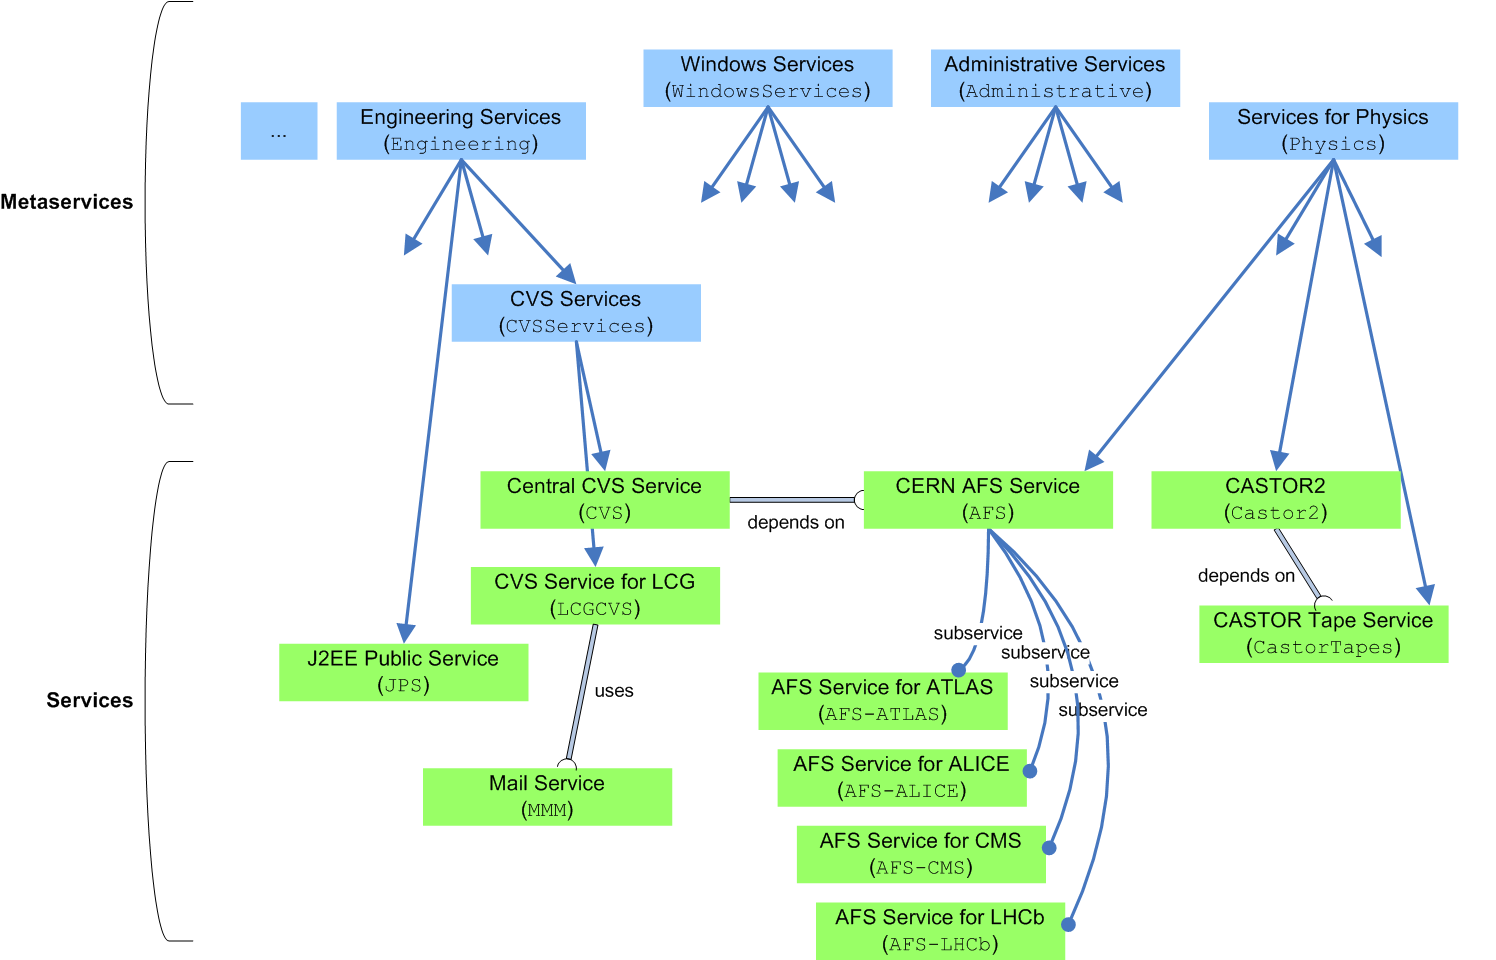 Windows Services
(WindowsServices)
Administrative Services
(Administrative)
...
Engineering Services
(Engineering)
Services for Physics
(Physics)
Metaservices
CVS Services
(CVSServices)
Central CVS Service
(CVS)
depends on
CERN AFS Service
(AFS)
CASTOR2
(Castor2)
depends on
CVS Service for LCG
(LCGCVS)
CASTOR Tape Service
(CastorTapes)
subservice
subservice
subservice
subservice
J2EE Public Service
(JPS)
uses
Services
AFS Service for ATLAS
(AFS-ATLAS)
AFS Service for ALICE
(AFS-ALICE)
Mail Service
(MMM)
AFS Service for CMS
(AFS-CMS)
AFS Service for LHCb
(AFS-LHCb)